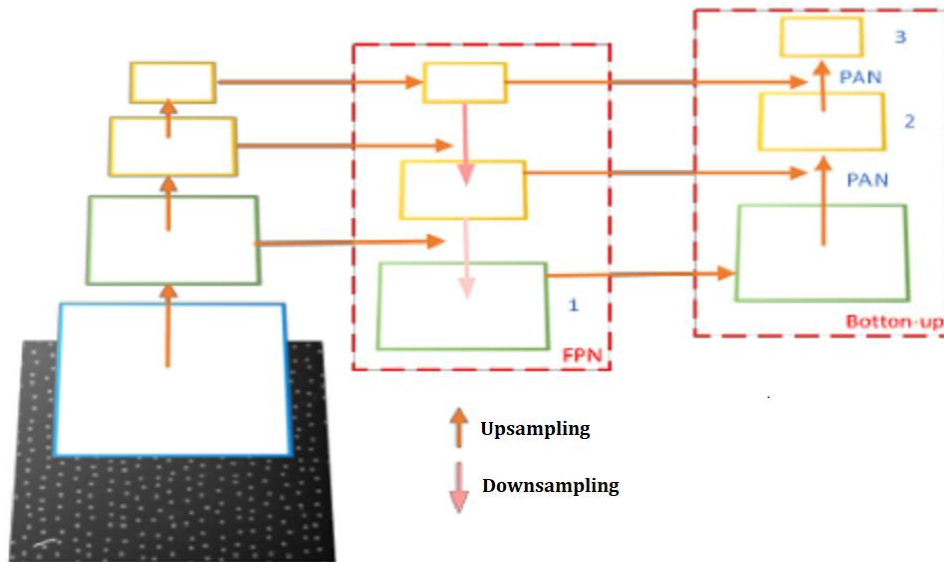 3
PAN
2
PAN
1
Botton-up
FPN
Upsampling
Downsampling